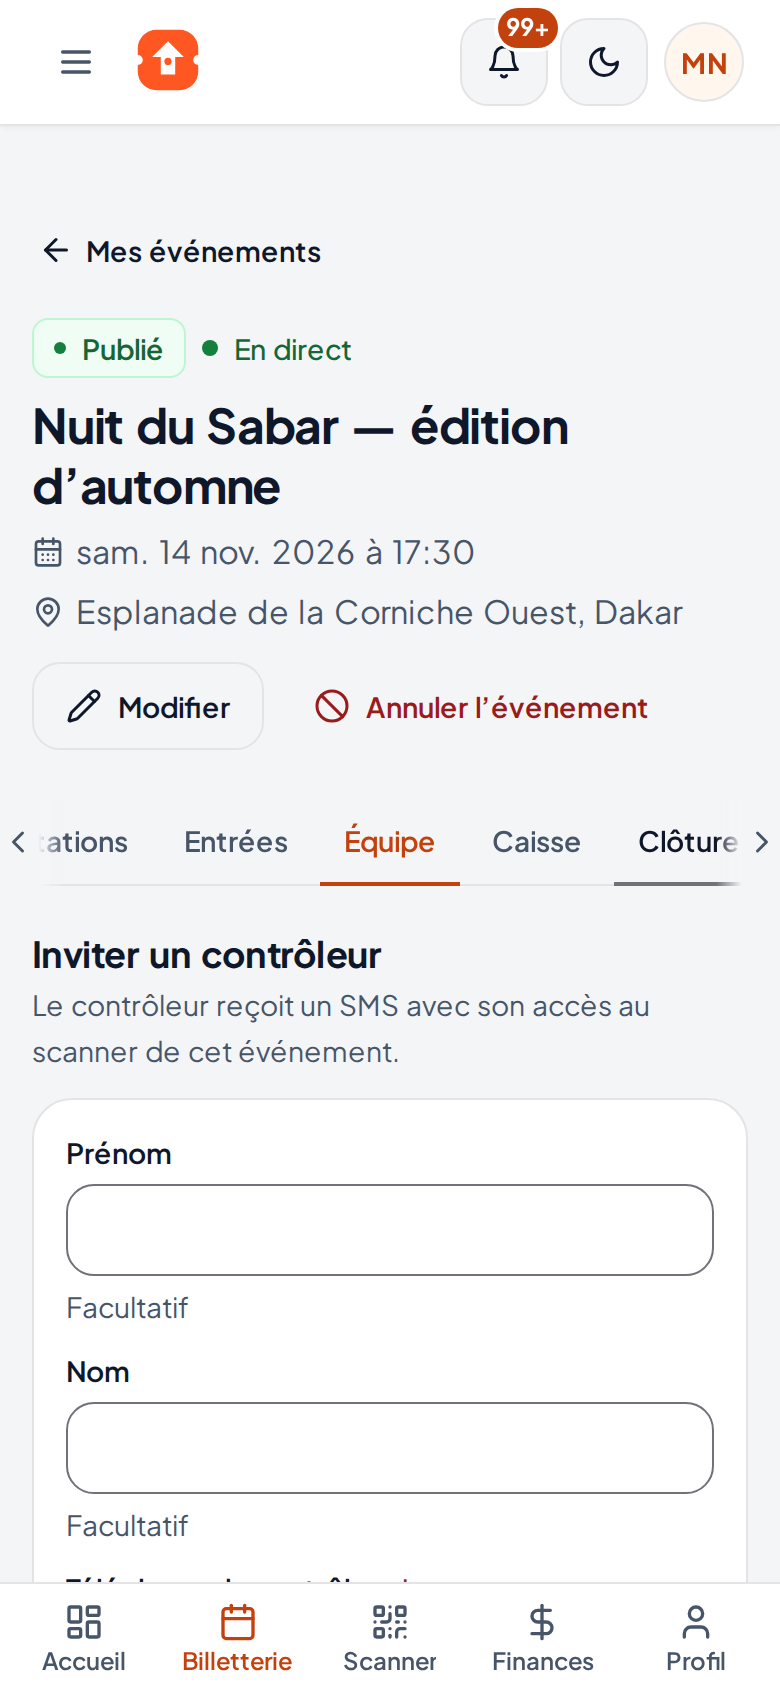 99+
MN
Mes événements
Publié
En direct
Nuit du Sabar — édition
d’automne
sam. 14 nov. 2026 à 17:30
Esplanade de la Corniche Ouest, Dakar
Modifier
Annuler l’événement
Entrées
Équipe
Caisse
Clôture
Inviter un contrôleur
Le contrôleur reçoit un SMS avec son accès au
scanner de cet événement.
Prénom
Facultatif
Nom
Facultatif
Accueil
Billetterie
Scanner
Finances
Profil